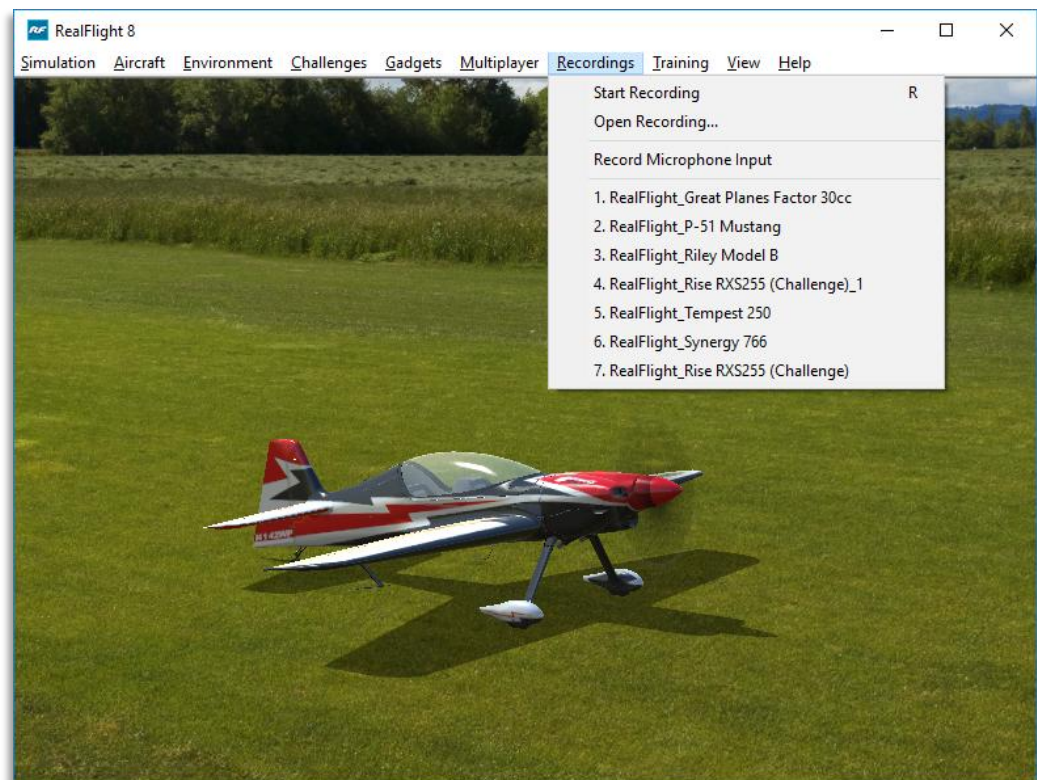 RF RealFlight 8
Simulation Aircraft Environment Challenges Gadgets Multiplayer Recordings Training View Help
Start Recording R
Open Recording...
Record Microphone Input
1. RealFlight_Great Planes Factor 30cc
2. RealFlight_P-51 Mustang
3. RealFlight_Riley Model B
4. RealFlight_Rise RXS255 (Challenge)_1
5. RealFlight_Tempest 250
6. RealFlight_Synergy 766
7. RealFlight_Rise RXS255 (Challenge)
N142WP